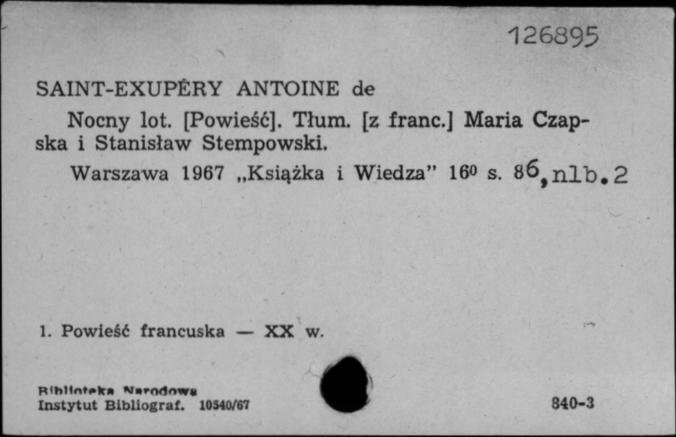 126895
SAINT-EXUPÉRY ANTOINE de
Nocny lot. [Powieść]. Tłum. [z franc.] Maria Czap-
ska i Stanisław Stempowski.
Warszawa 1967 „Książka i Wiedza” 16⁰ s. 86, nlb. 2
1. Powieść francuska — XX w.
Biblioteka Narodowa
Instytut Bibliograf. 10540/67
840-3